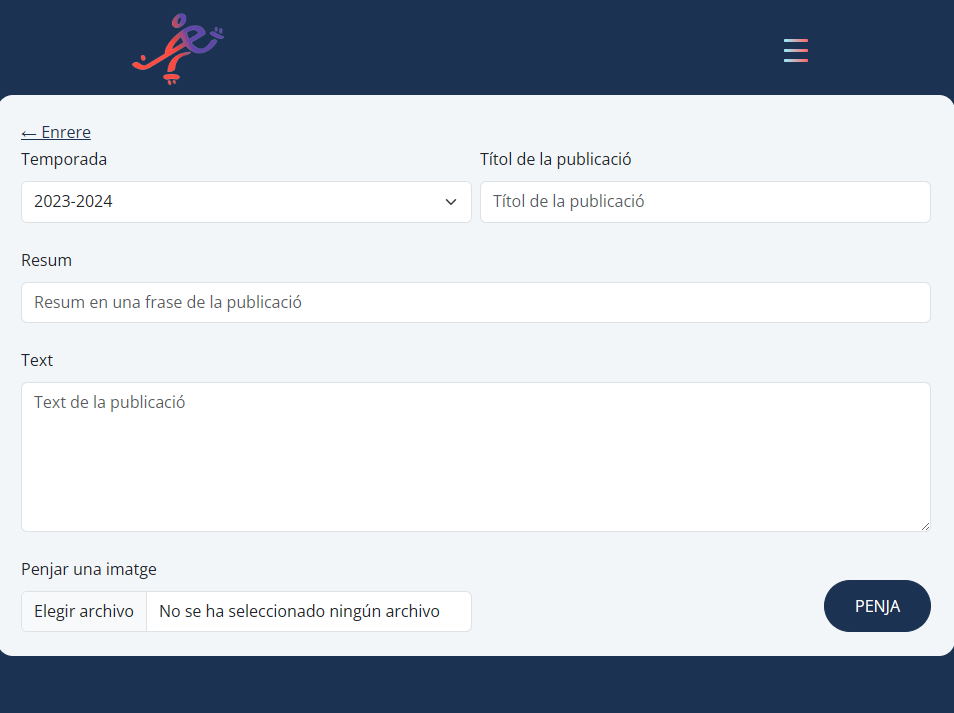 ← Enrere
Temporada
Títol de la publicació
2023-2024
Títol de la publicació
Resum
Resum en una frase de la publicació
Text
Text de la publicació
Penjar una imatge
Elegir archivo
No se ha seleccionado ningún archivo
PENJA